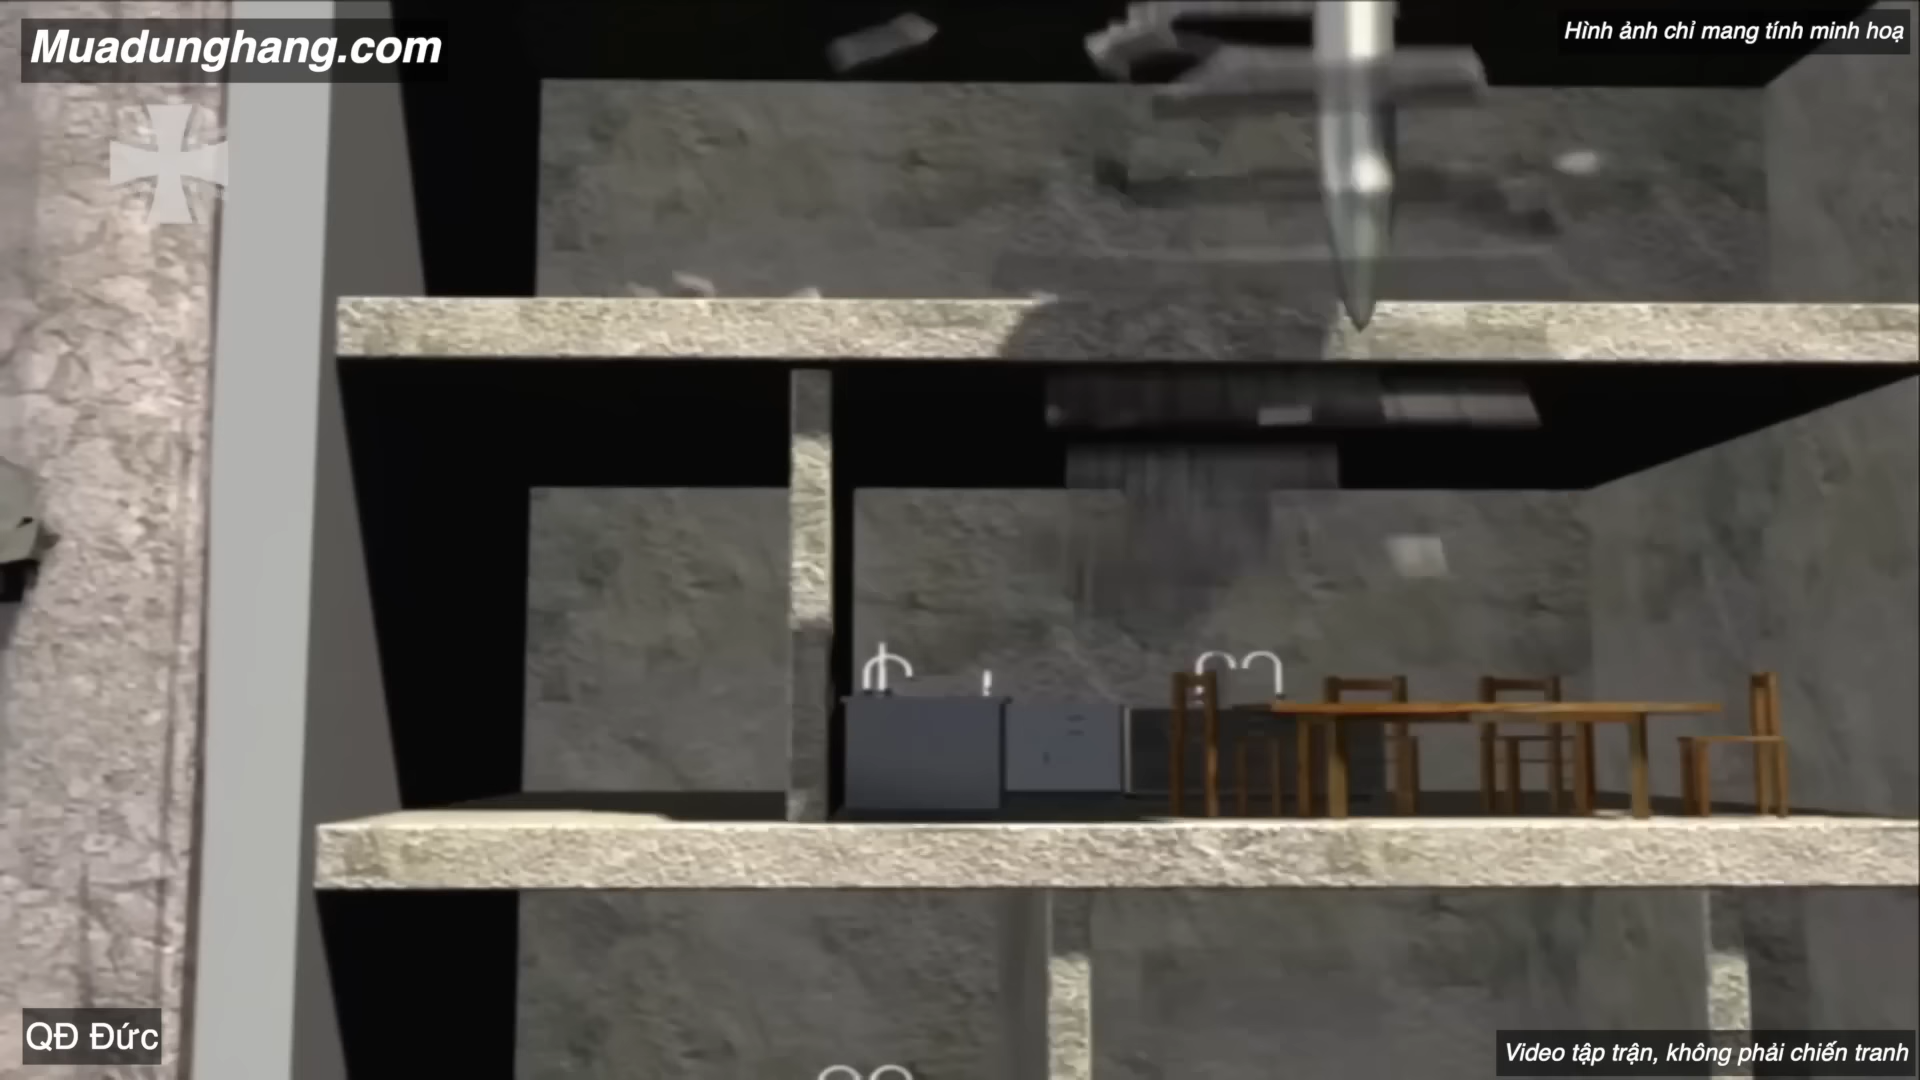 Muadunghang.com
Hình ảnh chỉ mang tính minh hoạ
QĐ Đức
Video tập trận, không phải chiến tranh